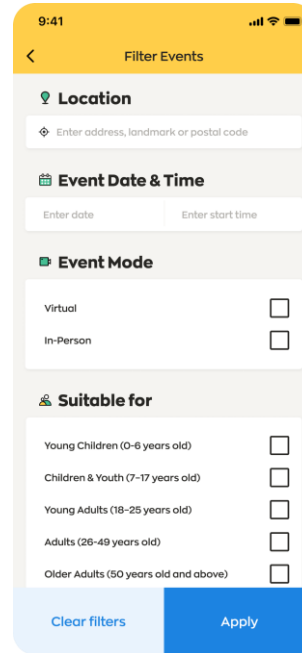 9:41
Filter Events
Location
Enter address, landmark or postal code
Event Date & Time
Enter date Enter start time
Event Mode
Virtual
In-Person
Suitable for
Young Children (0-6 years old)
Children & Youth (7-17 years old)
Young Adults (18-25 years old)
Adults (26-49 years old)
Older Adults (50 years old and above)
Clear filters Apply